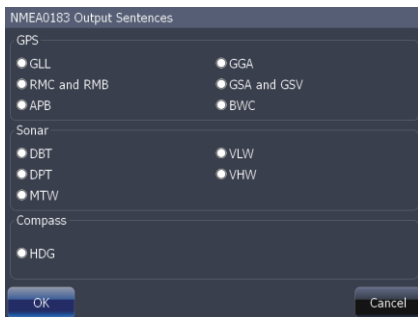 NMEA0183 Output Sentences
GPS
GLL GGA
RMC and RMB GSA and GSV
APB BWC
Sonar
DBT VLW
DPT VHW
MTW
Compass
HDG
OK Cancel